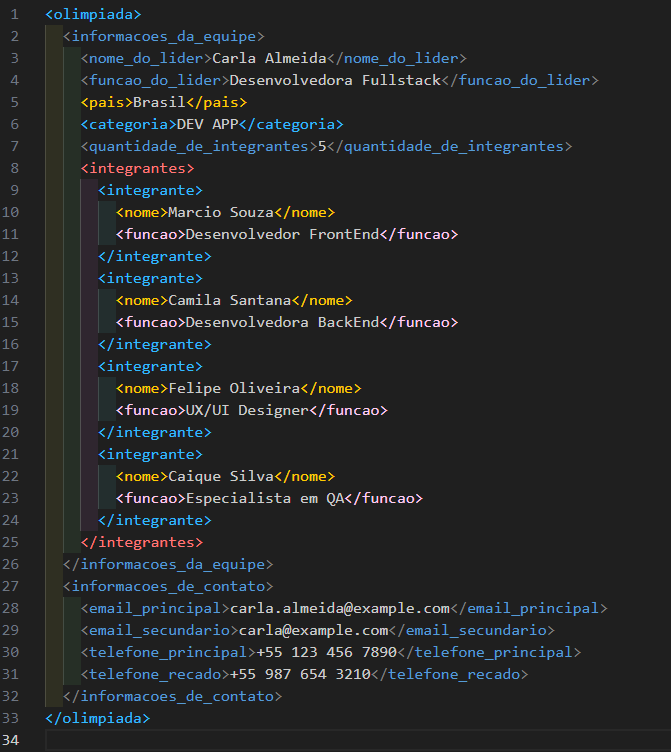 1 <olimpiada>
2 <informacoes_da_equipe>
3 <nome_do_lider>Carla Almeida</nome_do_lider>
4 <funcao_do_lider>Desenvolvedora Fullstack</funcao_do_lider>
5 <pais>Brasil</pais>
6 <categoria>DEV APP</categoria>
7 <quantidade_de_integrantes>5</quantidade_de_integrantes>
8 <integrantes>
9 <integrante>
10 <nome>Marcio Souza</nome>
11 <funcao>Desenvolvedor FrontEnd</funcao>
12 </integrante>
13 <integrante>
14 <nome>Camila Santana</nome>
15 <funcao>Desenvolvedora BackEnd</funcao>
16 </integrante>
17 <integrante>
18 <nome>Felipe Oliveira</nome>
19 <funcao>UX/UI Designer</funcao>
20 </integrante>
21 <integrante>
22 <nome>Caique Silva</nome>
23 <funcao>Especialista em QA</funcao>
24 </integrante>
25 </integrantes>
26 </informacoes_da_equipe>
27 <informacoes_de_contato>
28 <email_principal>carla.almeida@example.com</email_principal>
29 <email_secundario>carla@example.com</email_secundario>
30 <telefone_principal>+55 123 456 7890</telefone_principal>
31 <telefone_recado>+55 987 654 3210</telefone_recado>
32 </informacoes_de_contato>
33 </olimpiada>
34